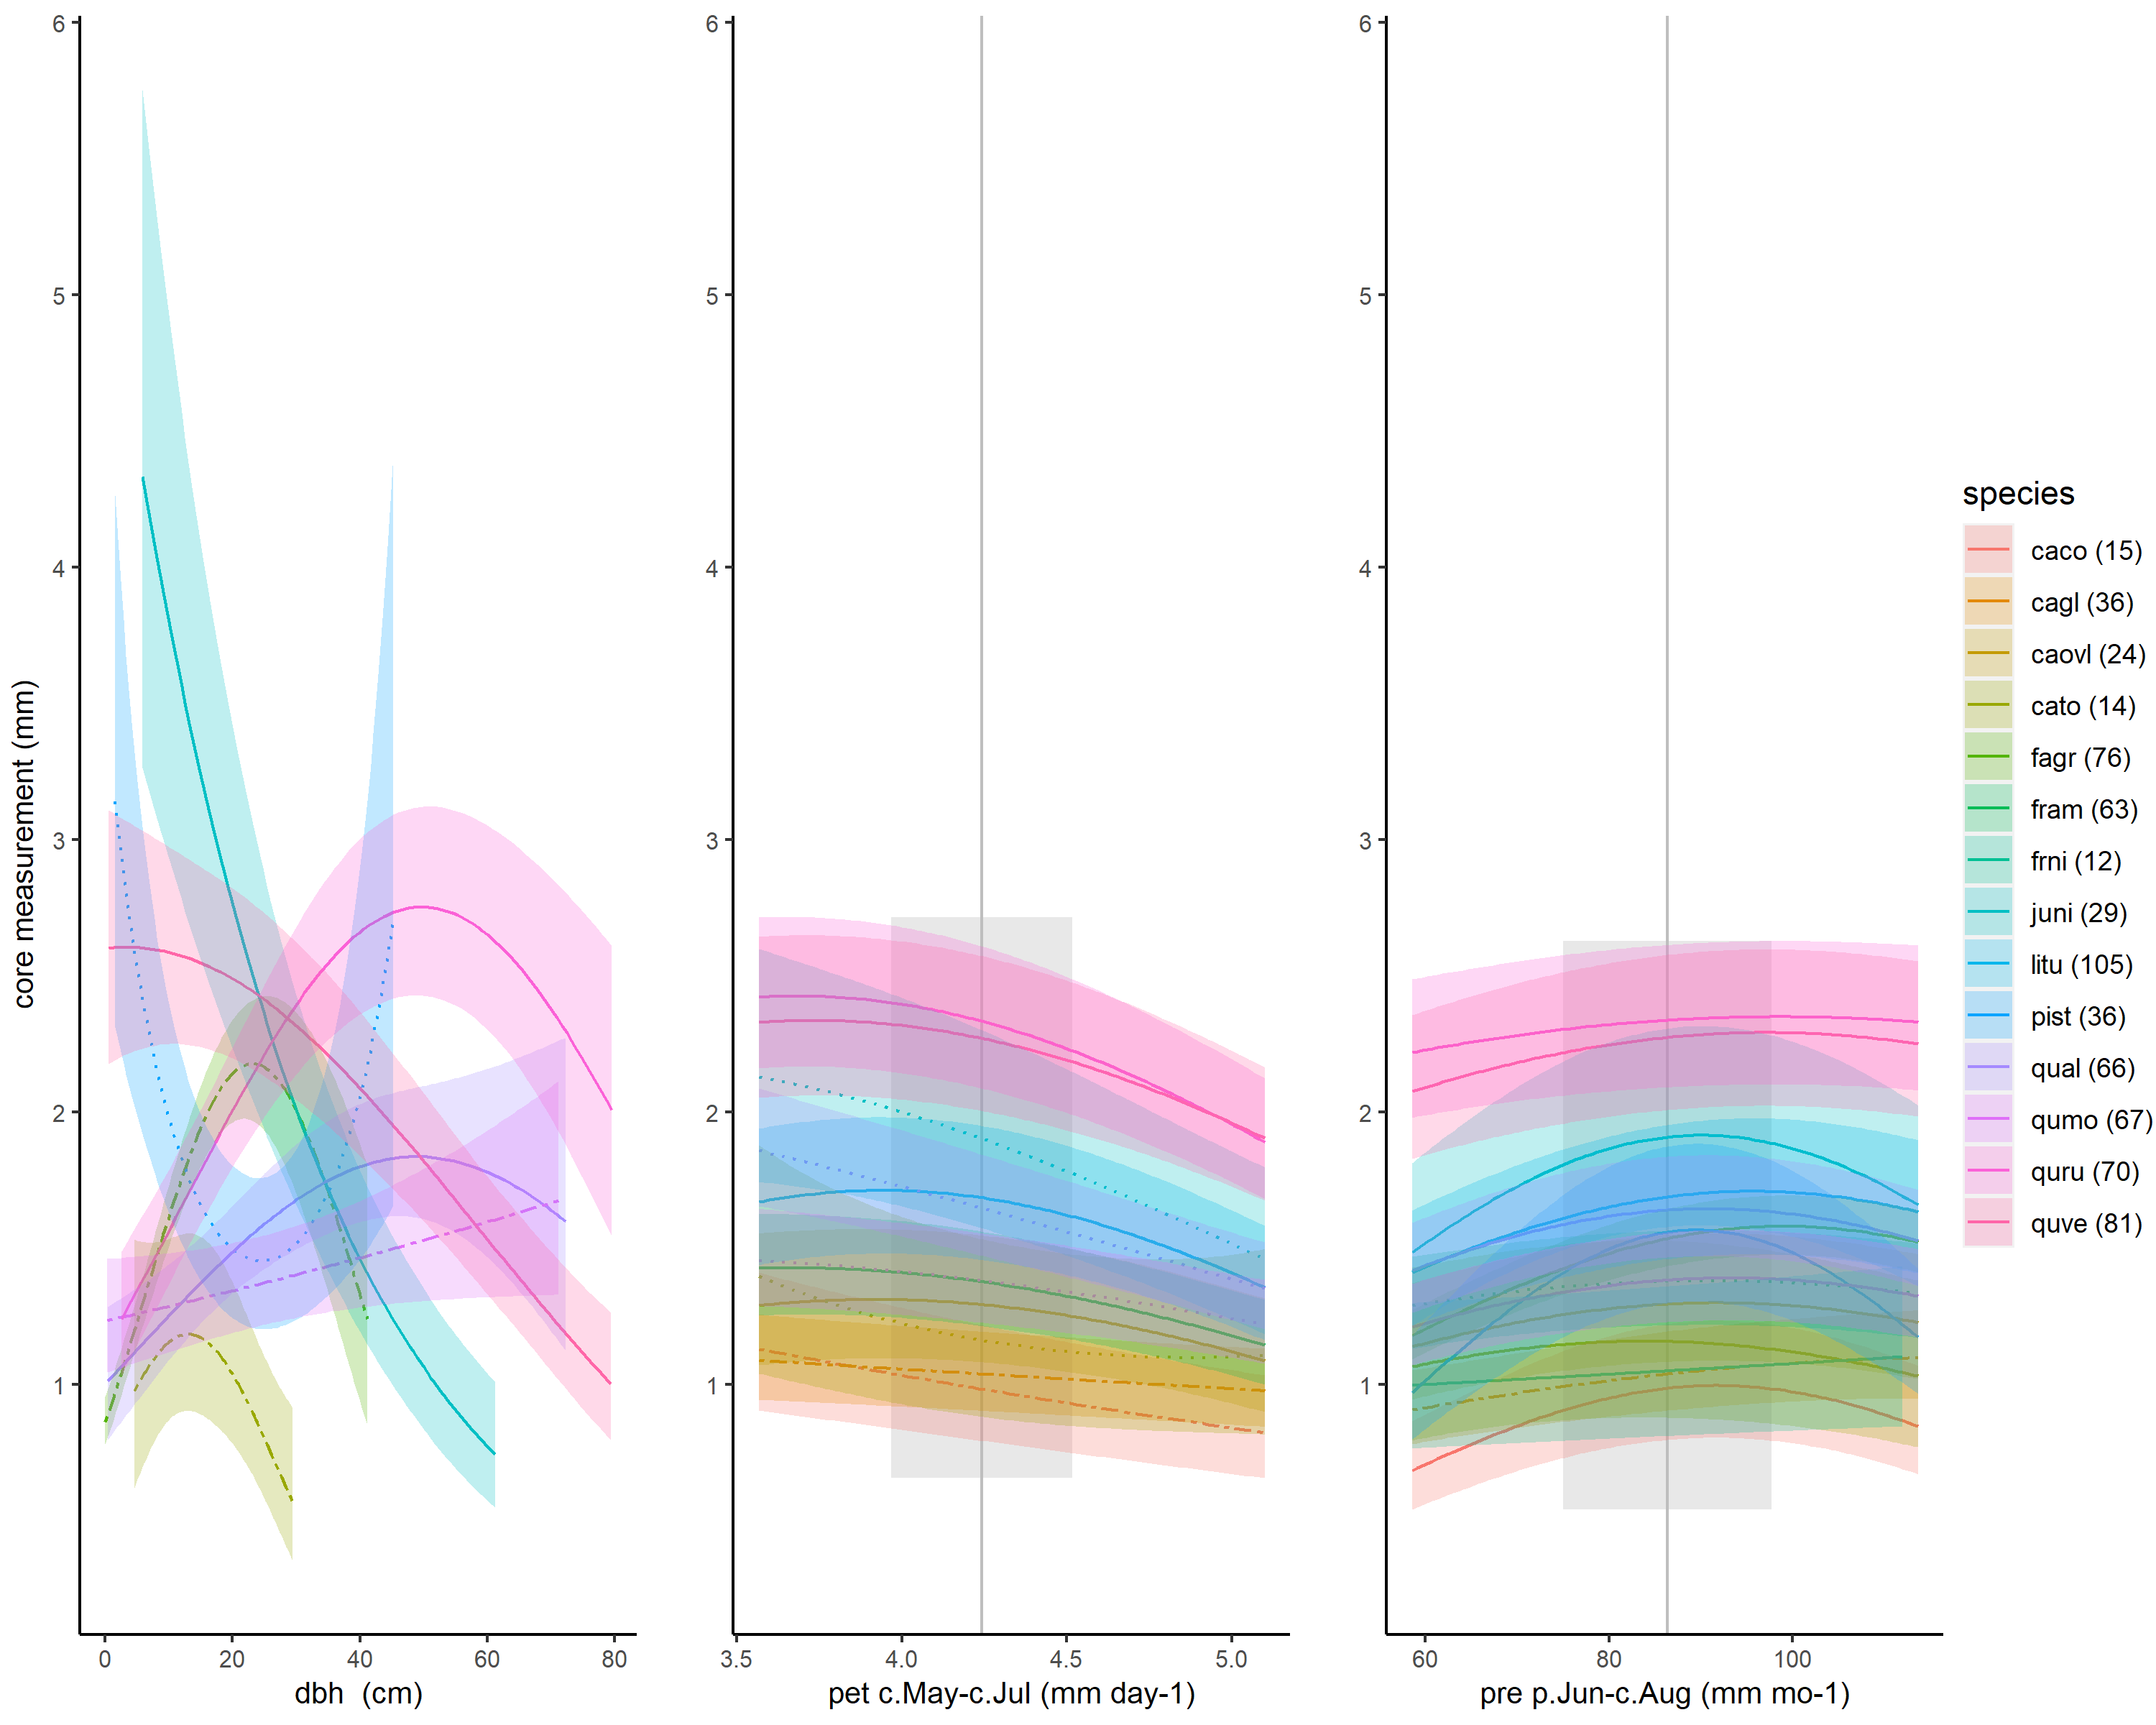 core measurement (mm)
6
5
4
3
2
1
0
20
40
60
80
dbh  (cm)
6
5
4
3
2
1
3.5
4.0
4.5
5.0
pet c.May-c.Jul (mm day-1)
6
5
4
3
2
1
60
80
100
pre p.Jun-c.Aug (mm mo-1)
species
caco (15)
cagl (36)
caovl (24)
cato (14)
fagr (76)
fram (63)
frni (12)
juni (29)
litu (105)
pist (36)
qual (66)
qumo (67)
quru (70)
quve (81)